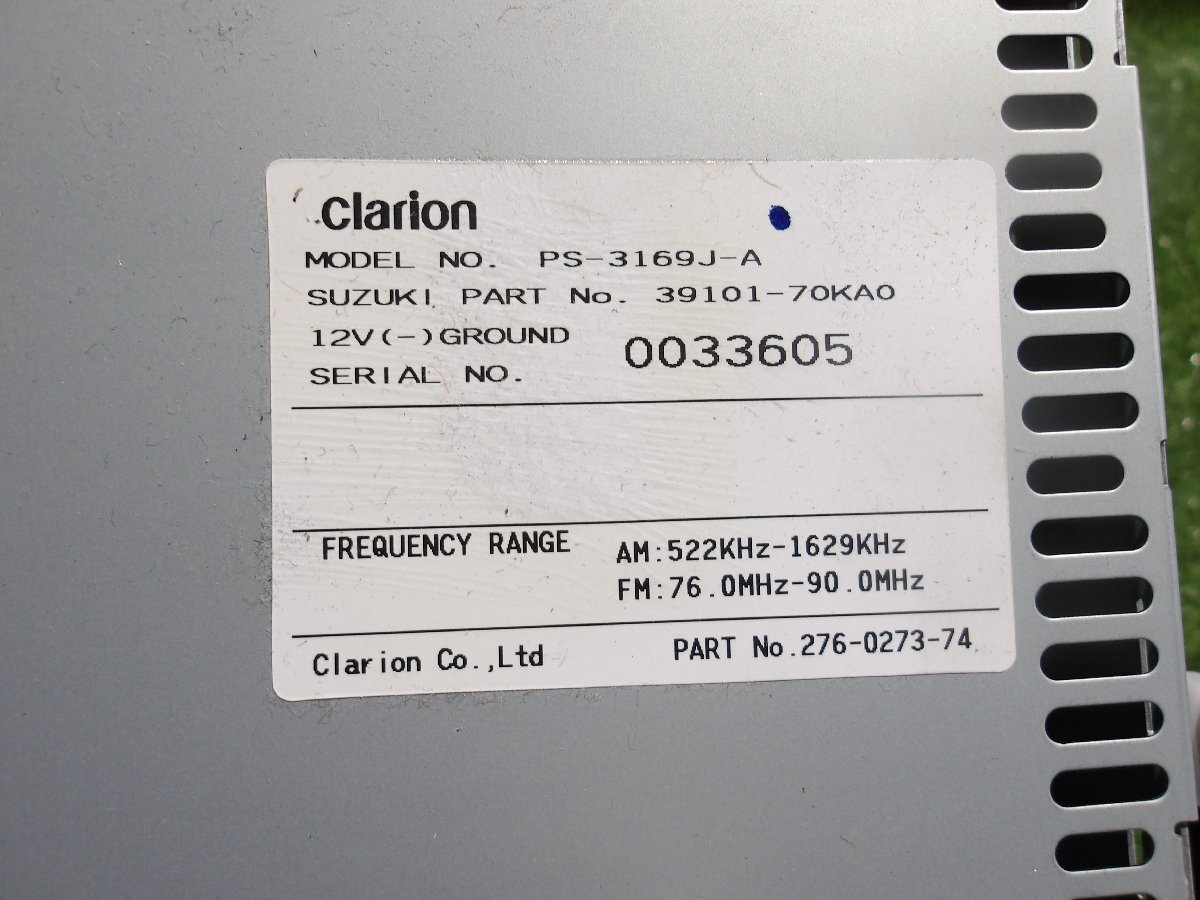 clarion
MODEL NO. PS-3169J-A
SUZUKI PART No. 39101-70KA0
12V(-)GROUND
SERIAL NO. 0033605
FREQUENCY RANGE AM:522KHz-1629KHz
FM:76.0MHz-90.0MHz
Clarion Co.,Ltd PART No.276-0273-74